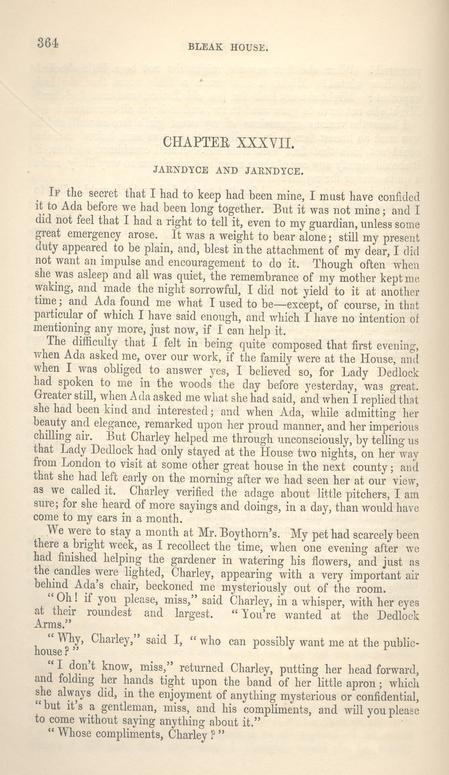 364
BLEAK HOUSE.
CHAPTER XXXVII.
JARNDYCE AND JARNDYCE.
IF the secret that I had to keep had been mine, I must have confided
it to Ada before we had been long together. But it was not mine; and I
did not feel that I had a right to tell it, even to my guardian, unless some
great emergency arose. It was a weight to bear alone; still my present
duty appeared to be plain, and, blest in the attachment of my dear, I did
not want an impulse and encouragement to do it. Though often when
she was asleep and all was quiet, the remembrance of my mother kept me
waking, and made the night sorrowful, I did not yield to it at another
time; and Ada found me what I used to be—except, of course, in that
particular of which I have said enough, and which I have no intention of
mentioning any more, just now, if I can help it.
The difficulty that I felt in being quite composed that first evening,
when Ada asked me, over our work, if the family were at the House, and
when I was obliged to answer yes, I believed so, for Lady Dedlock
had spoken to me in the woods the day before yesterday, was great.
Greater still, when Ada asked me what she had said, and when I replied that
she had been kind and interested; and when Ada, while admitting her
beauty and elegance, remarked upon her proud manner, and her imperious
chilling air. But Charley helped me through unconsciously, by telling us
that Lady Dedlock had only stayed at the House two nights, on her way
from London to visit at some other great house in the next county; and
that she had left early on the morning after we had seen her at our view,
as we called it. Charley verified the adage about little pitchers, I am
sure; for she heard of more sayings and doings, in a day, than would have
come to my ears in a month.
We were to stay a month at Mr. Boythorn's. My pet had scarcely been
there a bright week, as I recollect the time, when one evening after we
had finished helping the gardener in watering his flowers, and just as
the candles were lighted, Charley, appearing with a very important air
behind Ada's chair, beckoned me mysteriously out of the room.
"Oh! if you please, miss," said Charley, in a whisper, with her eyes
at their roundest and largest. "You're wanted at the Dedlock
Arms."
"Why, Charley," said I, "who can possibly want me at the public-
house?"
"I don't know, miss," returned Charley, putting her head forward,
and folding her hands tight upon the band of her little apron; which
she always did, in the enjoyment of anything mysterious or confidential,
"but it's a gentleman, miss, and his compliments, and will you please
to come without saying anything about it."
"Whose compliments, Charley?"